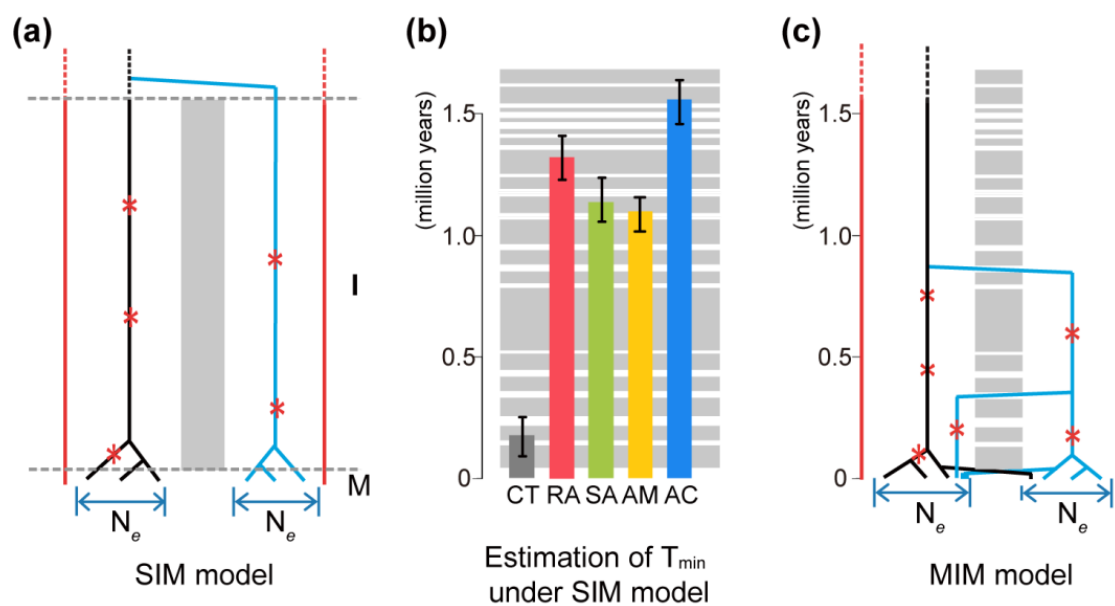 (a)
I
M
Ne
Ne
SIM model
(b)
(million years)
1.5
1.0
0.5
0
CT RA SA AM AC
Estimation of Tmin
under SIM model
(c)
(million years)
1.5
1.0
0.5
0
Ne
Ne
MIM model